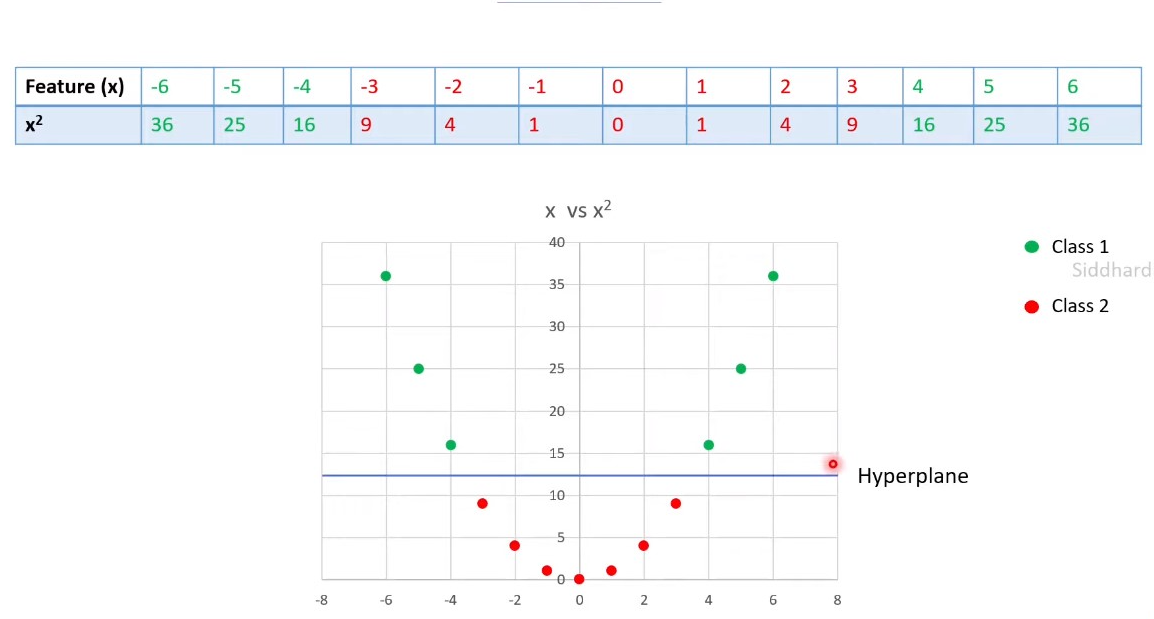 Feature (x) -6 -5 -4 -3 -2 -1 0 1 2 3 4 5 6
x² 36 25 16 9 4 1 0 1 4 9 16 25 36
x vs x²
40
35
30
25
20
15
10
5
0
-8 -6 -4 -2 0 2 4 6 8
Class 1
Siddhard
Class 2
Hyperplane